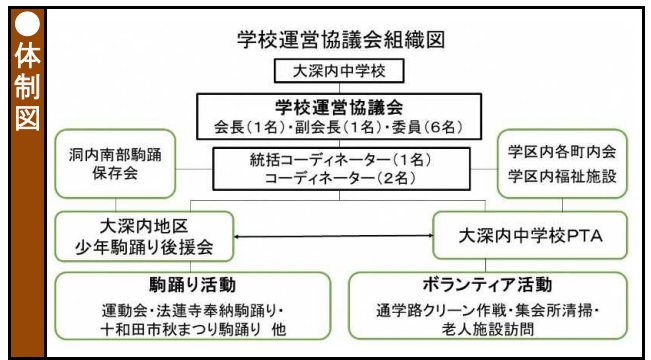 ●体制図
学校運営協議会組織図
大深内中学校
学校運営協議会
会長(1名)・副会長(1名)・委員(6名)
洞内南部駒踊
保存会
統括コーディネーター(1名)
コーディネーター(2名)
学区内各町内会
学区内福祉施設
大深内地区
少年駒踊り後援会
大深内中学校PTA
駒踊り活動
運動会・法蓮寺奉納駒踊り・
十和田市秋まつり駒踊り 他
ボランティア活動
通学路クリーン作戦・集会所清掃・
老人施設訪問